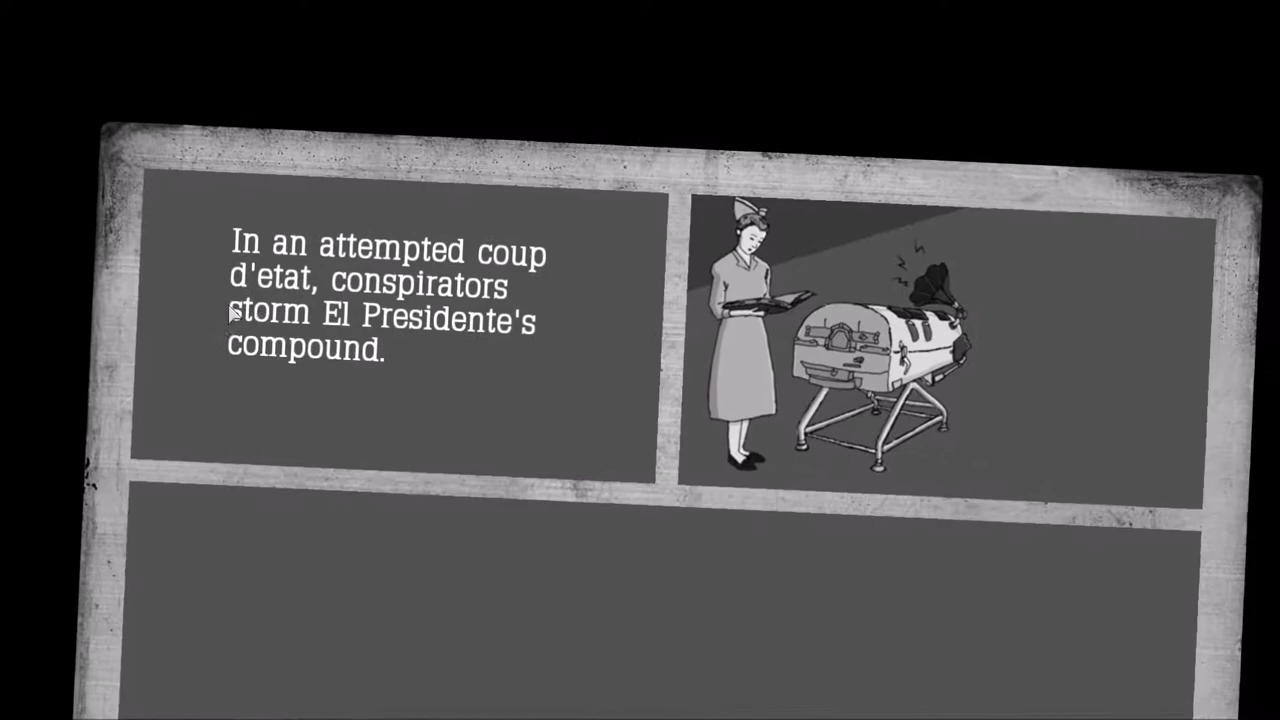 In an attempted coup
d'etat, conspirators
storm El Presidente's
compound.